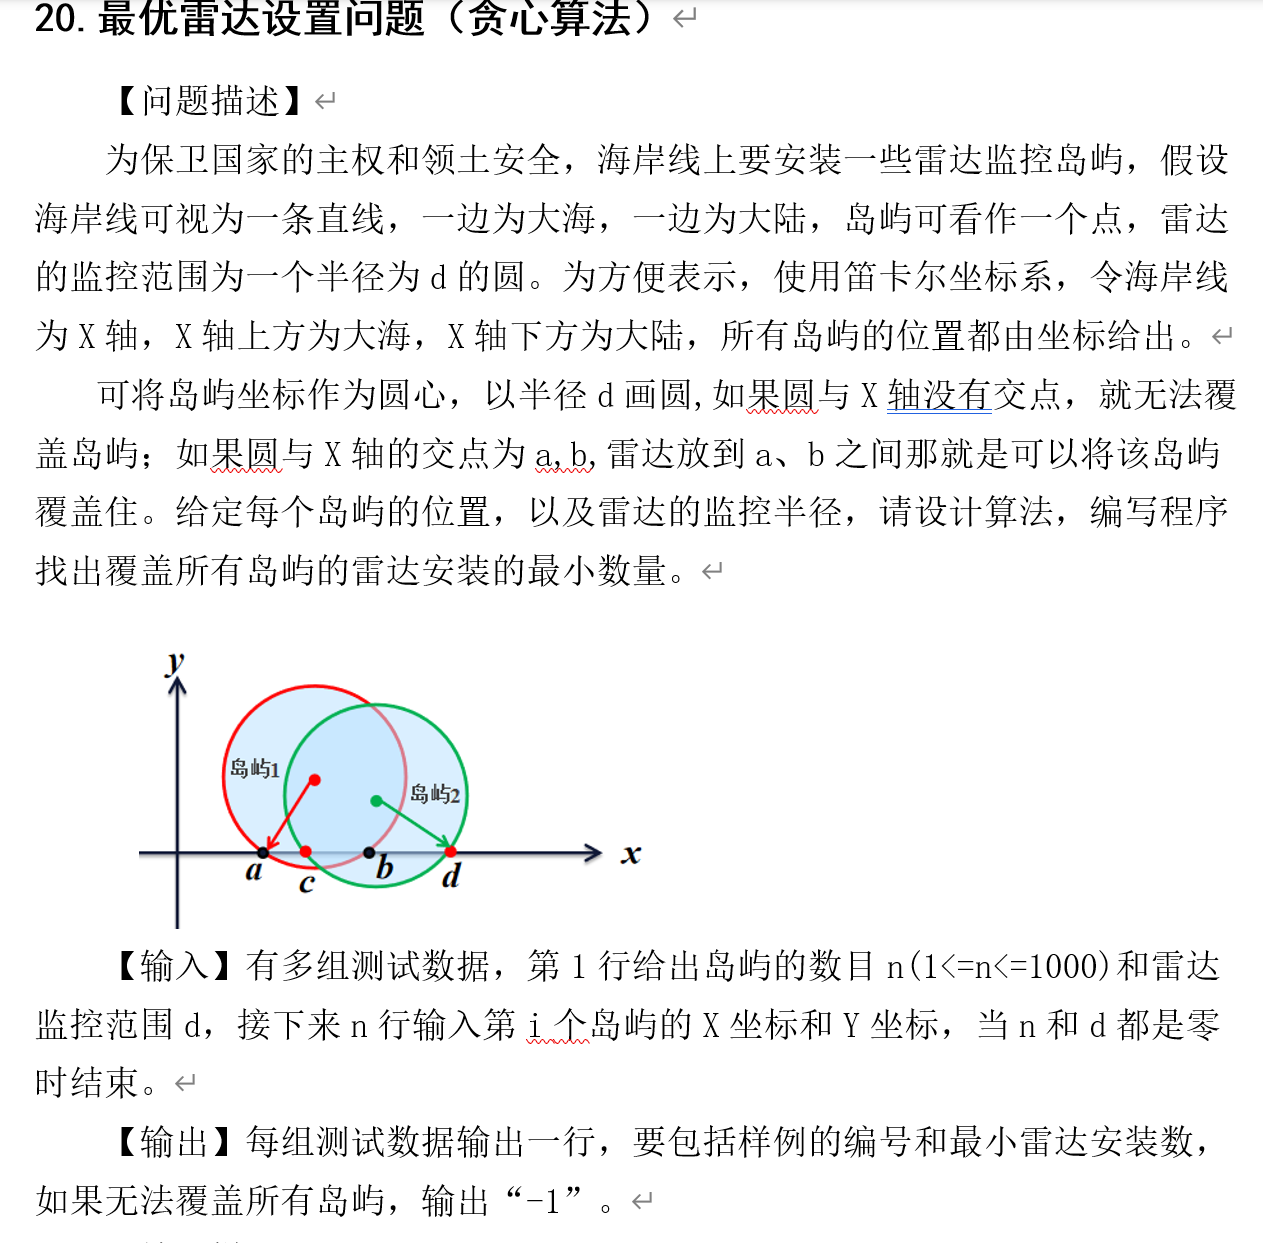 20. 最优雷达设置问题（贪心算法）
【问题描述】
为保卫国家的主权和领土安全，海岸线上要安装一些雷达监控岛屿，假设
海岸线可视为一条直线，一边为大海，一边为大陆，岛屿可看作一个点，雷达
的监控范围为一个半径为 d 的圆。为方便表示，使用笛卡尔坐标系，令海岸线
为 X 轴，X 轴上方为大海，X 轴下方为大陆，所有岛屿的位置都由坐标给出。
可将岛屿坐标作为圆心，以半径 d 画圆,如果圆与 X 轴没有交点，就无法覆
盖岛屿；如果圆与 X 轴的交点为 a,b,雷达放到 a、b 之间那就是可以将该岛屿
覆盖住。给定每个岛屿的位置，以及雷达的监控半径，请设计算法，编写程序
找出覆盖所有岛屿的雷达安装的最小数量。
y
岛屿1
岛屿2
x
a
c
b
d
【输入】有多组测试数据，第 1 行给出岛屿的数目 n(1<=n<=1000)和雷达
监控范围 d，接下来 n 行输入第 i 个岛屿的 X 坐标和 Y 坐标，当 n 和 d 都是零
时结束。
【输出】每组测试数据输出一行，要包括样例的编号和最小雷达安装数，
如果无法覆盖所有岛屿，输出“-1”。